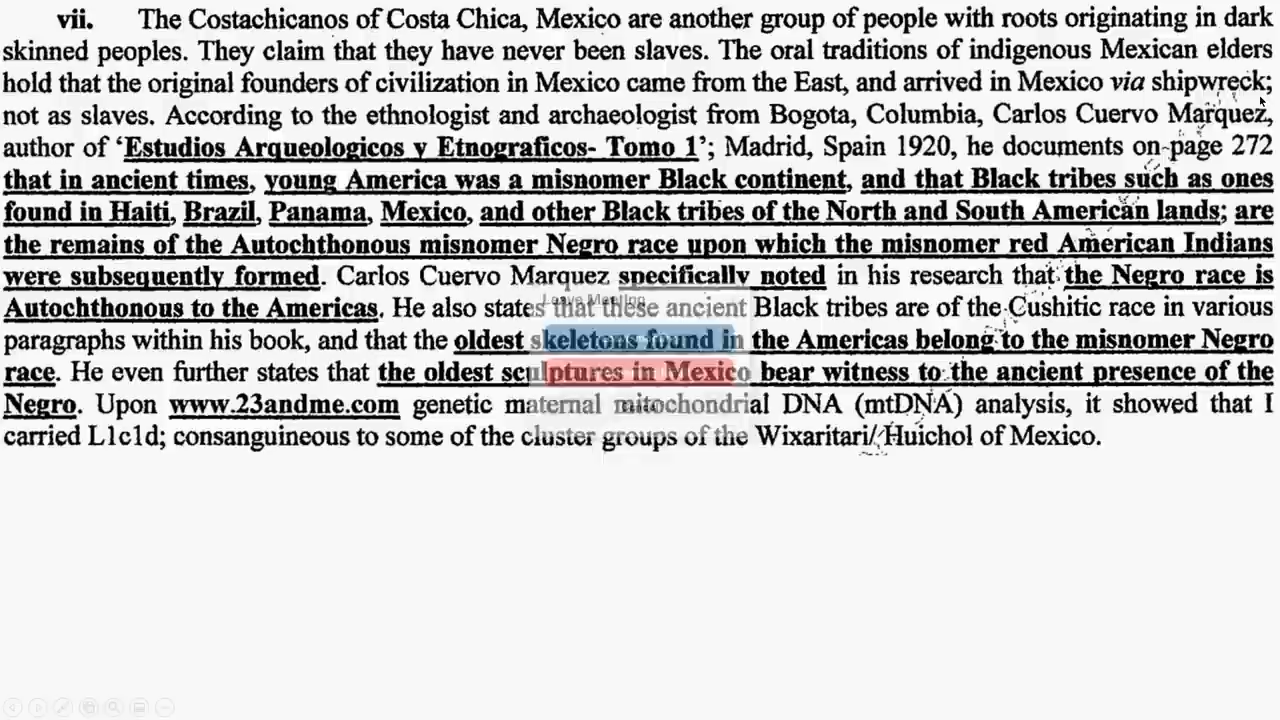 vii. The Costachicanos of Costa Chica, Mexico are another group of people with roots originating in dark
skinned peoples. They claim that they have never been slaves. The oral traditions of indigenous Mexican elders
hold that the original founders of civilization in Mexico came from the East, and arrived in Mexico via shipwreck;
not as slaves. According to the ethnologist and archaeologist from Bogota, Columbia, Carlos Cuervo Marquez,
author of ‘Estudios Arqueologicos y Etnograficos- Tomo 1’; Madrid, Spain 1920, he documents on page 272
that in ancient times, young America was a misnomer Black continent, and that Black tribes such as ones
found in Haiti, Brazil, Panama, Mexico, and other Black tribes of the North and South American lands; are
the remains of the Autochthonous misnomer Negro race upon which the misnomer red American Indians
were subsequently formed. Carlos Cuervo Marquez specifically noted in his research that the Negro race is
Autochthonous to the Americas. He also states that these ancient Black tribes are of the Cushitic race in various
paragraphs within his book, and that the oldest skeletons found in the Americas belong to the misnomer Negro
race. He even further states that the oldest sculptures in Mexico bear witness to the ancient presence of the
Negro. Upon www.23andme.com genetic maternal mitochondrial DNA (mtDNA) analysis, it showed that I
carried L1c1d; consanguineous to some of the cluster groups of the Wixaritari/ Huichol of Mexico.